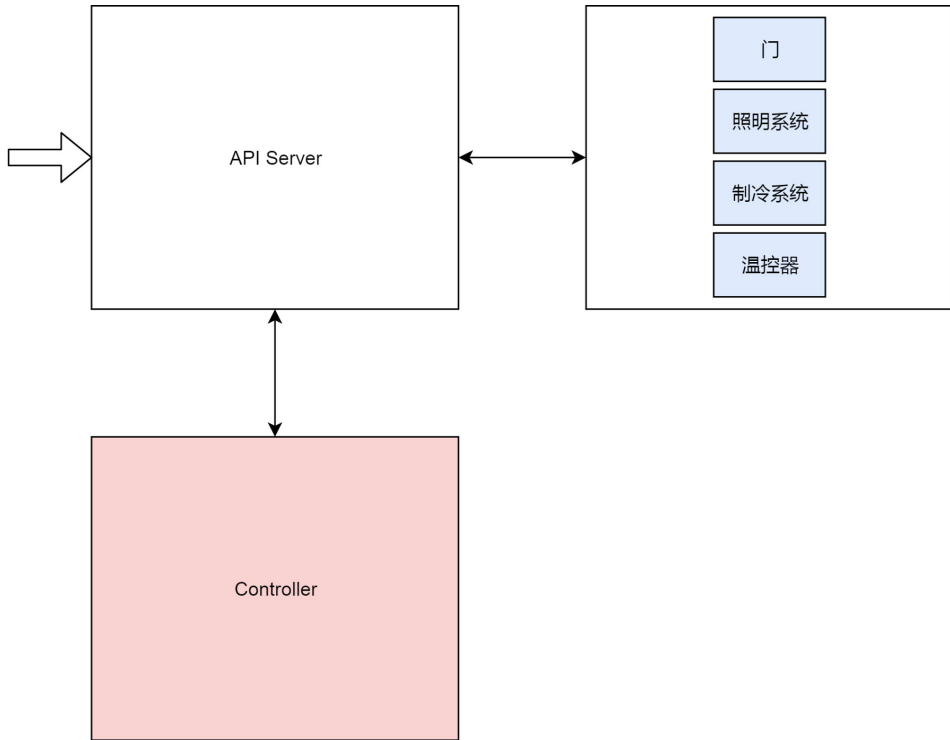 API Server
门
照明系统
制冷系统
温控器
Controller